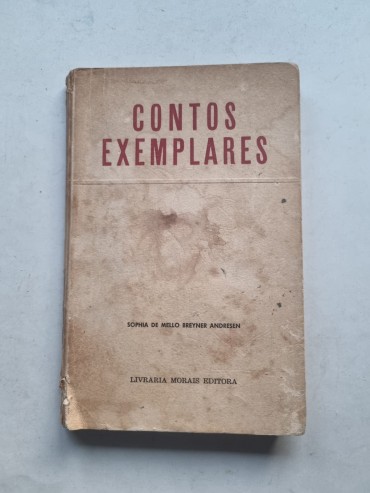 CONTOS
EXEMPLARES
SOPHIA DE MELLO BREYNER ANDRESEN
LIVRARIA MORAIS EDITORA